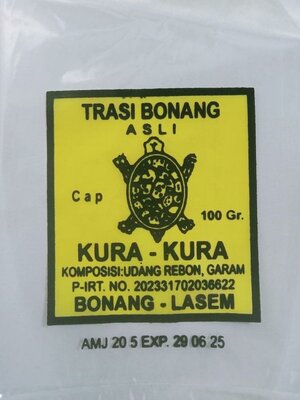 TRASI BONANG
ASLI
Cap
100 Gr.
KURA - KURA
KOMPOSISI:UDANG REBON, GARAM
P-IRT. NO. 202331702036622
BONANG - LASEM
AMJ 20 5 EXP. 29 06 25